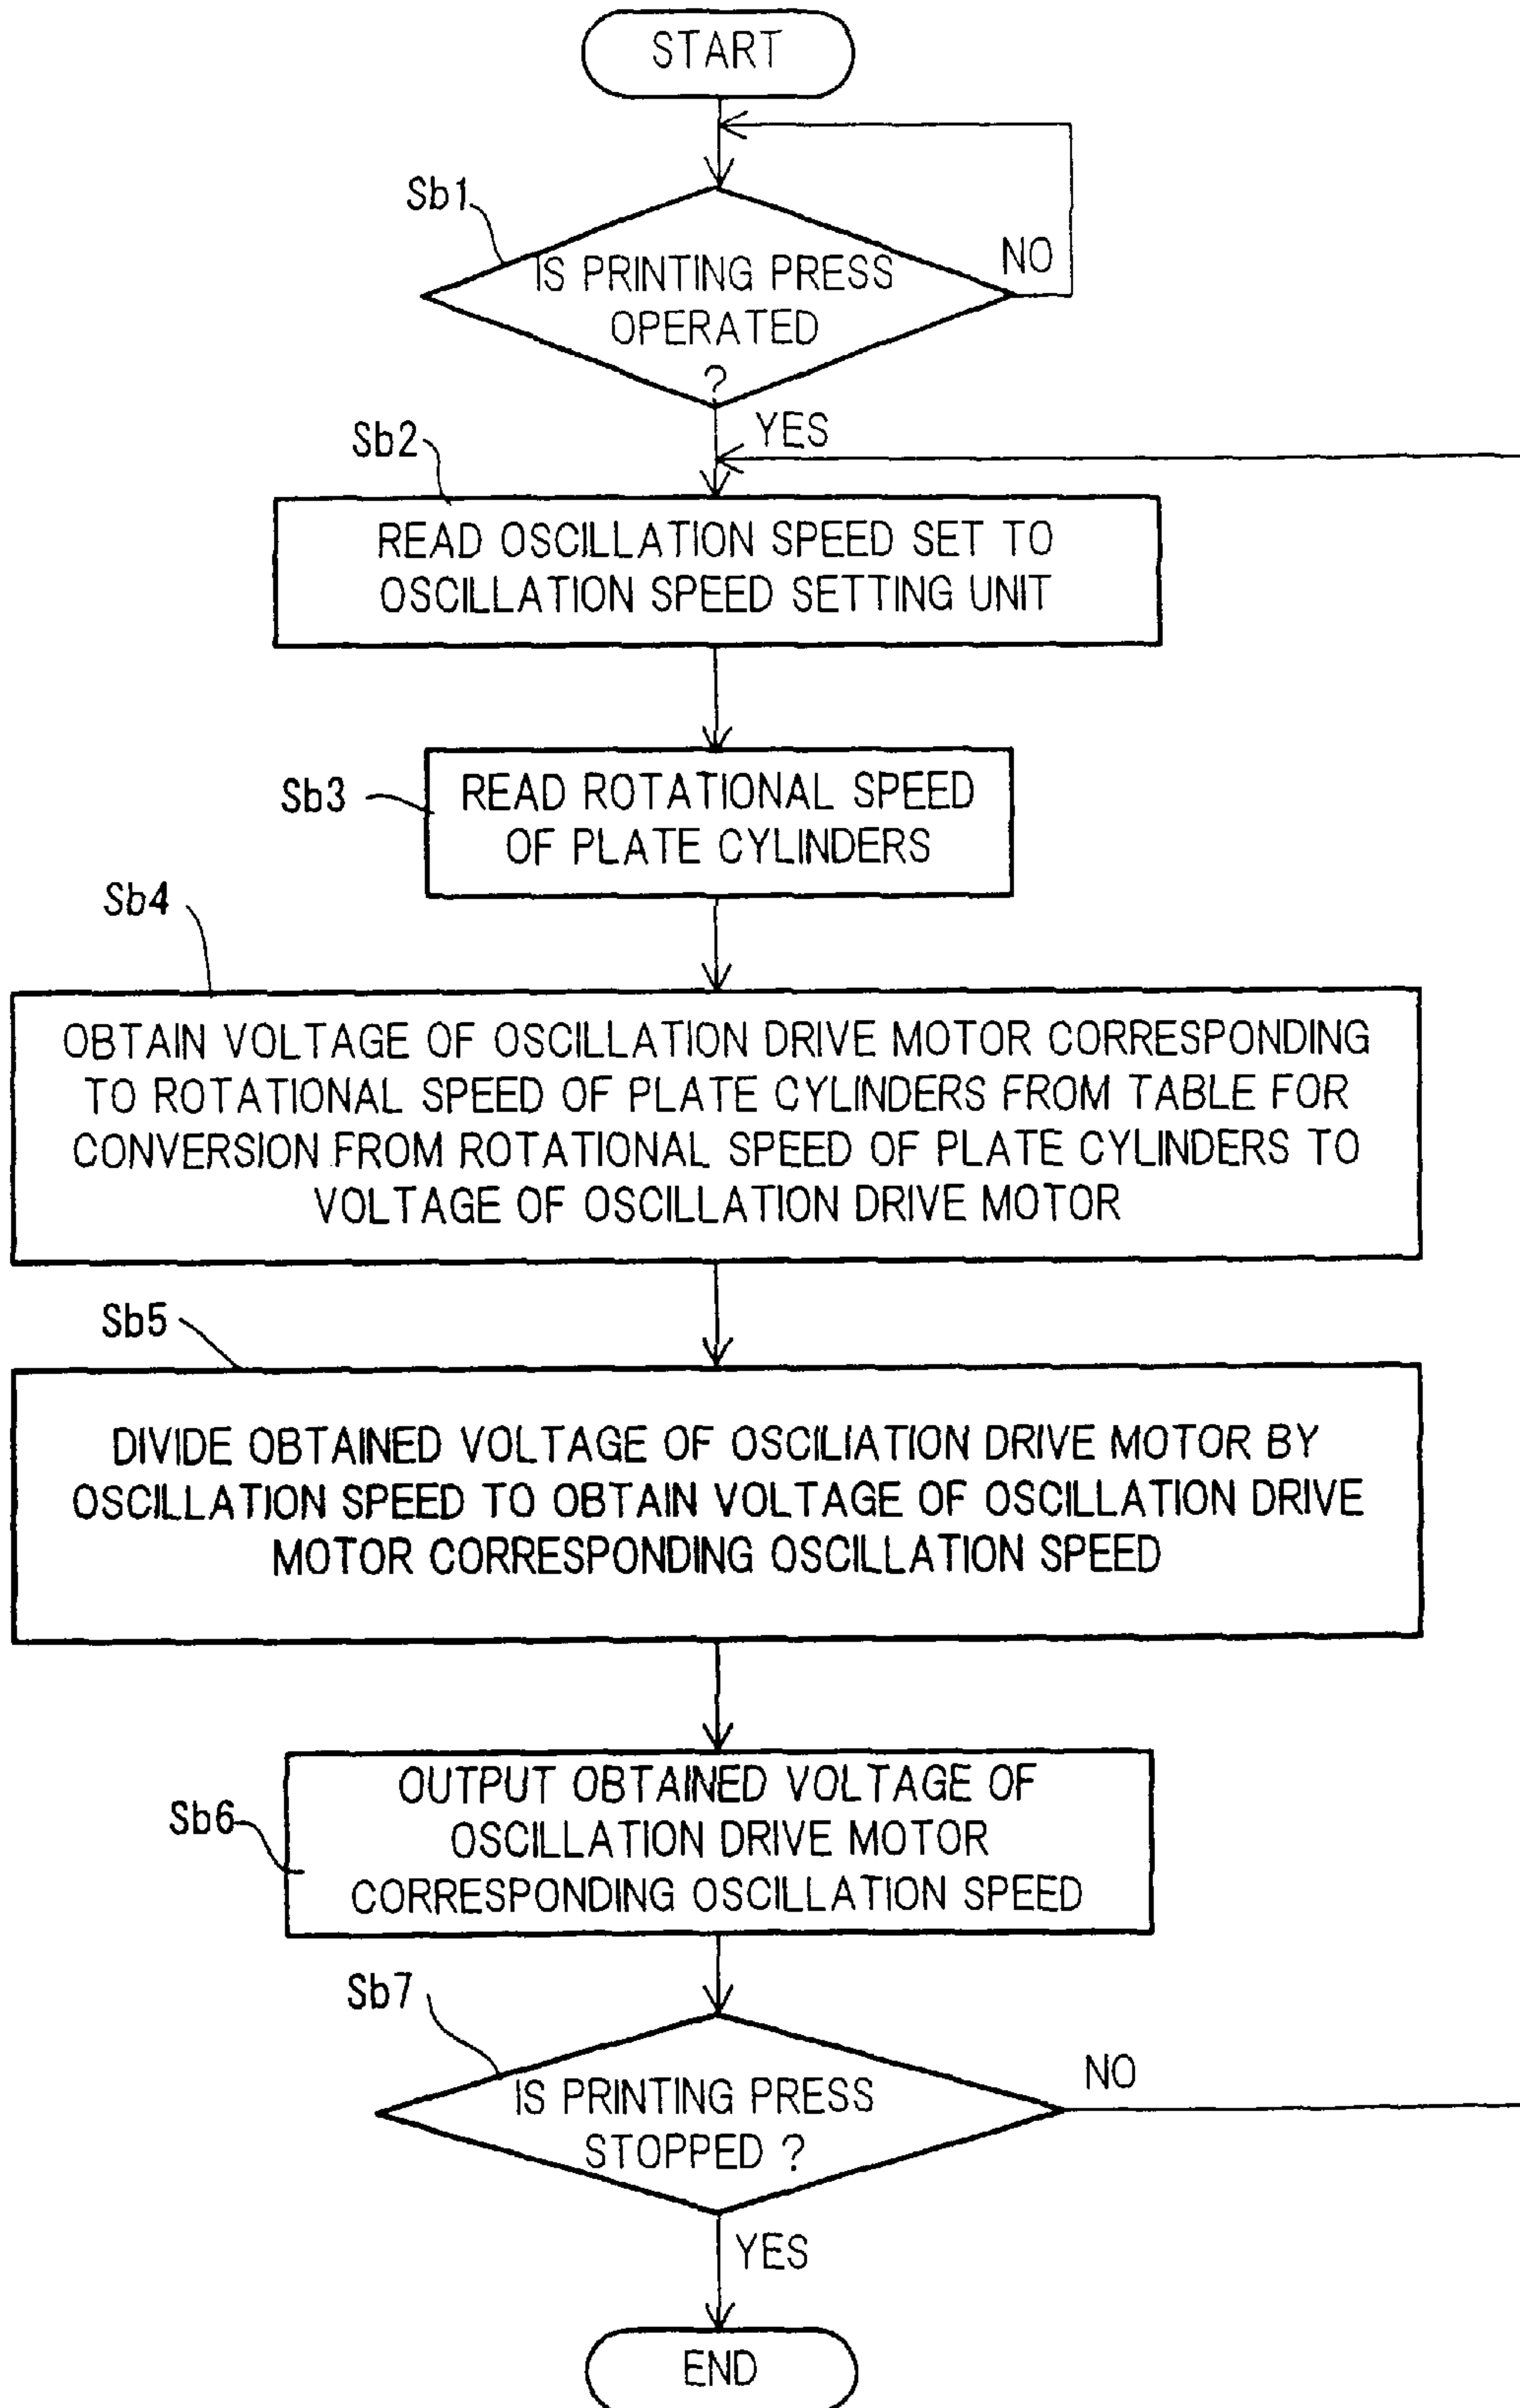 START
Sb1
IS PRINTING PRESS
OPERATED
?
NO
YES
Sb2
READ OSCILLATION SPEED SET TO
OSCILLATION SPEED SETTING UNIT
Sb3
READ ROTATIONAL SPEED
OF PLATE CYLINDERS
Sb4
OBTAIN VOLTAGE OF OSCILLATION DRIVE MOTOR CORRESPONDING
TO ROTATIONAL SPEED OF PLATE CYLINDERS FROM TABLE FOR
CONVERSION FROM ROTATIONAL SPEED OF PLATE CYLINDERS TO
VOLTAGE OF OSCILLATION DRIVE MOTOR
Sb5
DIVIDE OBTAINED VOLTAGE OF OSCILIATION DRIVE MOTOR BY
OSCILLATION SPEED TO OBTAIN VOLTAGE OF OSCILLATION DRIVE
MOTOR CORRESPONDING OSCILLATION SPEED
Sb6
OUTPUT OBTAINED VOLTAGE OF
OSCILLATION DRIVE MOTOR
CORRESPONDING OSCILLATION SPEED
Sb7
IS PRINTING PRESS
STOPPED ?
NO
YES
END